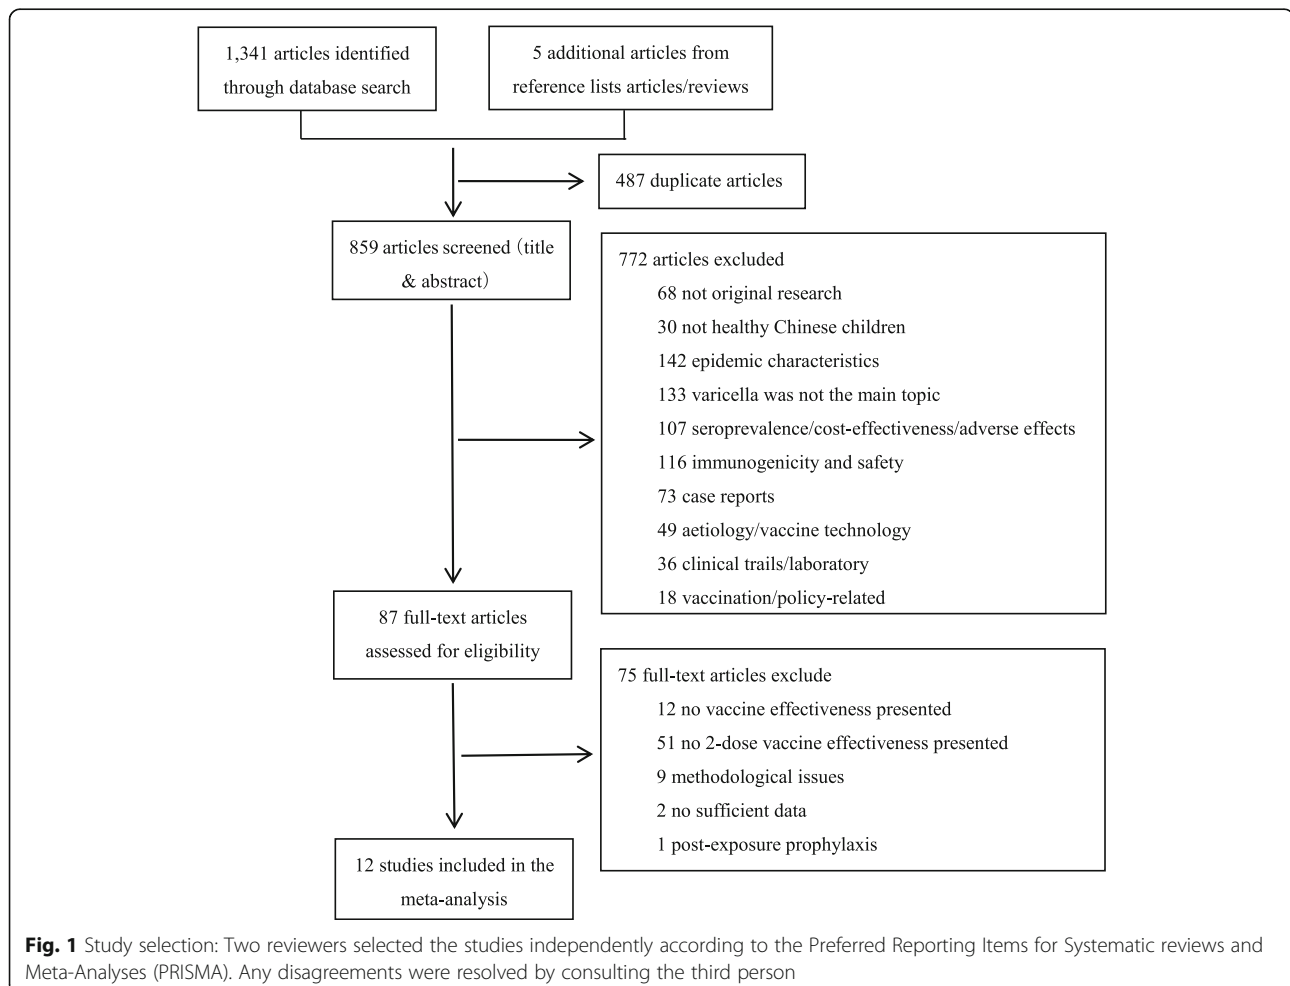 1,341 articles identified
through database search
5 additional articles from
reference lists articles/reviews
487 duplicate articles
859 articles screened (title
& abstract)
772 articles excluded
68 not original research
30 not healthy Chinese children
142 epidemic characteristics
133 varicella was not the main topic
107 seroprevalence/cost-effectiveness/adverse effects
116 immunogenicity and safety
73 case reports
49 aetiology/vaccine technology
36 clinical trails/laboratory
18 vaccination/policy-related
87 full-text articles
assessed for eligibility
75 full-text articles exclude
12 no vaccine effectiveness presented
51 no 2-dose vaccine effectiveness presented
9 methodological issues
2 no sufficient data
1 post-exposure prophylaxis
12 studies included in the
meta-analysis
Fig. 1 Study selection: Two reviewers selected the studies independently according to the Preferred Reporting Items for Systematic reviews and
Meta-Analyses (PRISMA). Any disagreements were resolved by consulting the third person